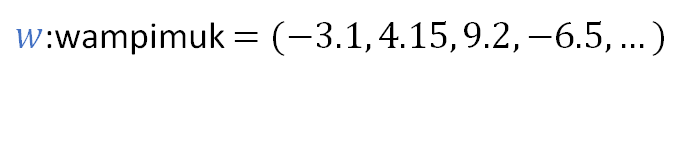 w:wampimuk = (−3.1, 4.15, 9.2, −6.5, ... )